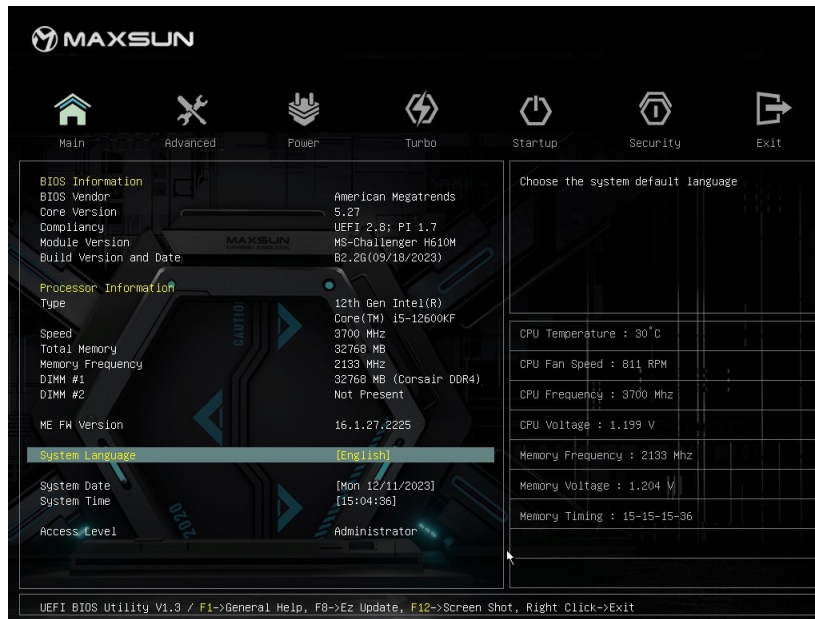 MAXSUN
Main Advanced Power Turbo Startup Security Exit
BIOS Information
BIOS Vendor American Megatrends
Core Version 5.27
Compliancy UEFI 2.8; PI 1.7
Module Version MS-Challenger H610M
Build Version and Date B2.2G(09/18/2023)
Processor Information
Type 12th Gen Intel(R)
Core(TM) i5-12600KF
Speed 3700 MHz
Total Memory 32768 MB
Memory Frequency 2133 MHz
DIMM #1 32768 MB (Corsair DDR4)
DIMM #2 Not Present
ME FW Version 16.1.27.2225
System Language [English]
System Date [Mon 12/11/2023]
System Time [15:04:36]
Access Level Administrator
Choose the system default language
CPU Temperature : 30°C
CPU Fan Speed : 811 RPM
CPU Frequency : 3700 Mhz
CPU Voltage : 1.199 V
Memory Frequency : 2133 Mhz
Memory Voltage : 1.204 V
Memory Timing : 15-15-15-36
MAXSUN
CAUTION
2020
UEFI BIOS Utility V1.3 / F1->General Help, F8->Ez Update, F12->Screen Shot, Right Click->Exit